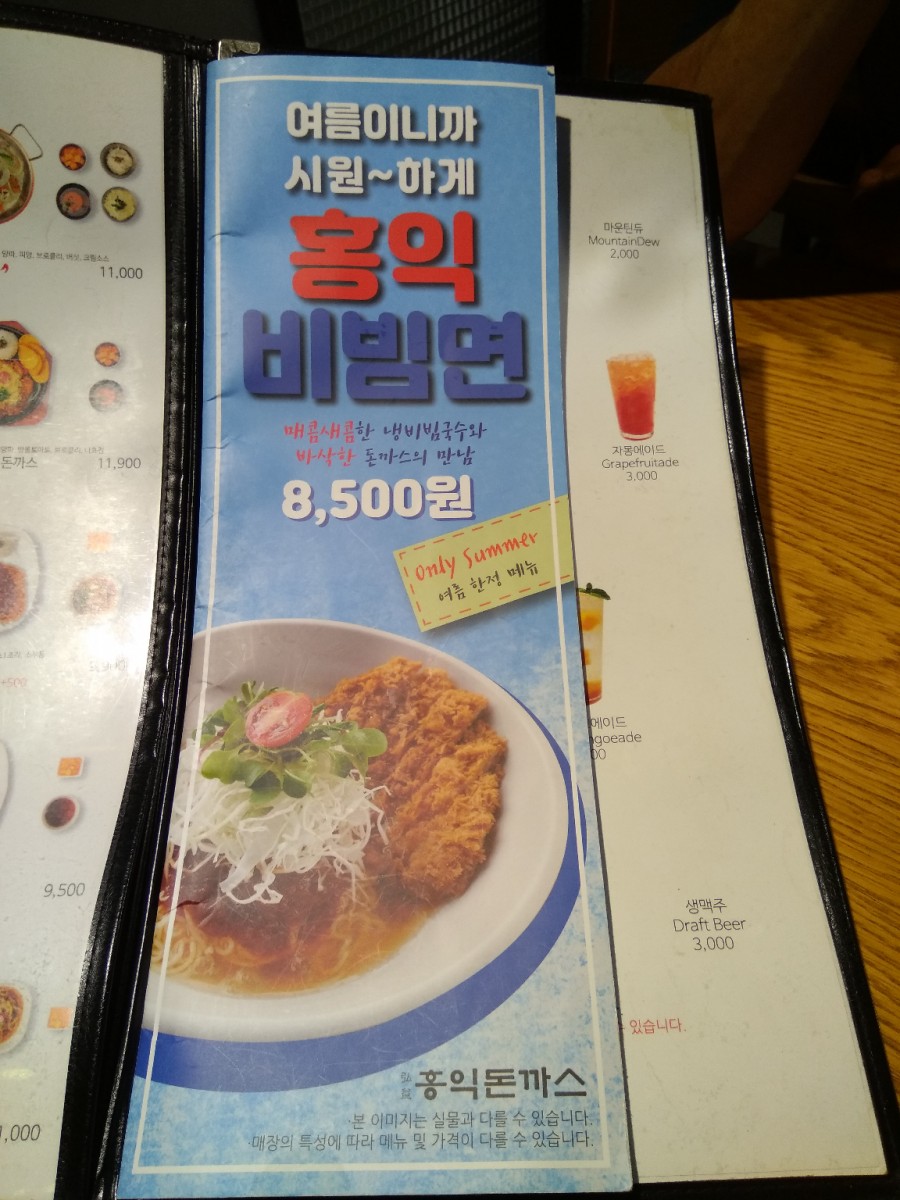 11,000
돈까스 11,900
+500
9,500
여름이니까
시원~하게
홍익
비빔면
매콤새콤한 냉비빔국수와
바삭한 돈까스의 만남
8,500원
Only Summer
여름 한정 메뉴
홍익돈까스
·본 이미지는 실물과 다를 수 있습니다.
·매장의 특성에 따라 메뉴 및 가격이 다를 수 있습니다.
마운틴듀
MountainDew
2,000
자몽에이드
Grapefruitade
3,000
에이드
goeade
00
생맥주
Draft Beer
3,000
있습니다.